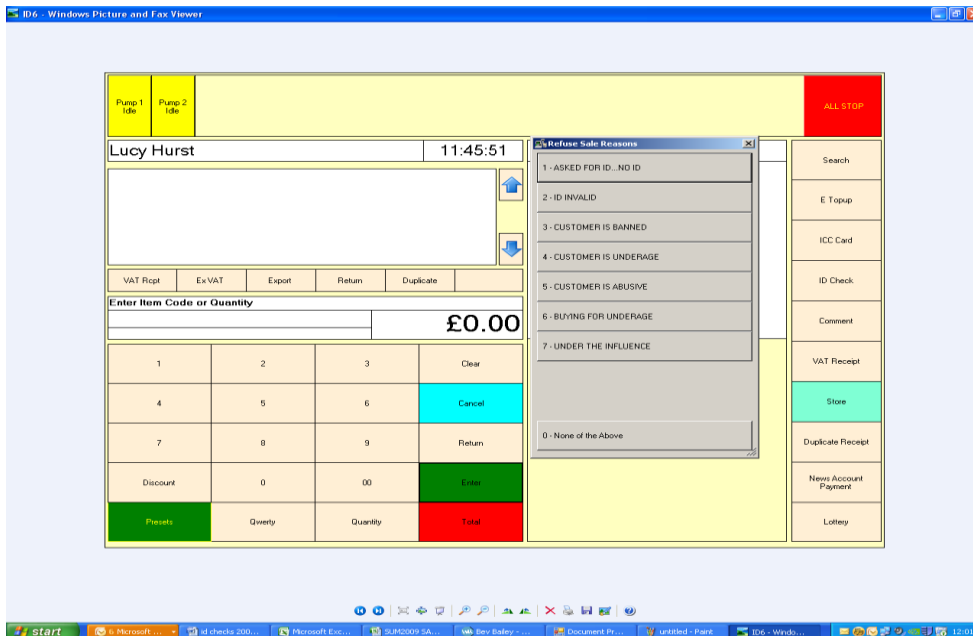 ID6 - Windows Picture and Fax Viewer
Pump 1
Idle
Pump 2
Idle
ALL STOP
Lucy Hurst
11:45:51
VAT Rcpt
Ex VAT
Export
Return
Duplicate
Enter Item Code or Quantity
£0.00
1
2
3
Clear
4
5
6
Cancel
7
8
9
Return
Discount
0
00
Enter
Presets
Qwerty
Quantity
Total
Refuse Sale Reasons
1 - ASKED FOR ID...NO ID
2 - ID INVALID
3 - CUSTOMER IS BANNED
4 - CUSTOMER IS UNDERAGE
5 - CUSTOMER IS ABUSIVE
6 - BUYING FOR UNDERAGE
7 - UNDER THE INFLUENCE
0 - None of the Above
Search
E Topup
ICC Card
ID Check
Comment
VAT Receipt
Store
Duplicate Receipt
News Account
Payment
Lottery
start
6 Microsoft ...
id checks 200...
Microsoft Exc...
SUM2009 SA...
Bev Bailey - ...
Document Pr...
untitled - Paint
ID6 - Windo...